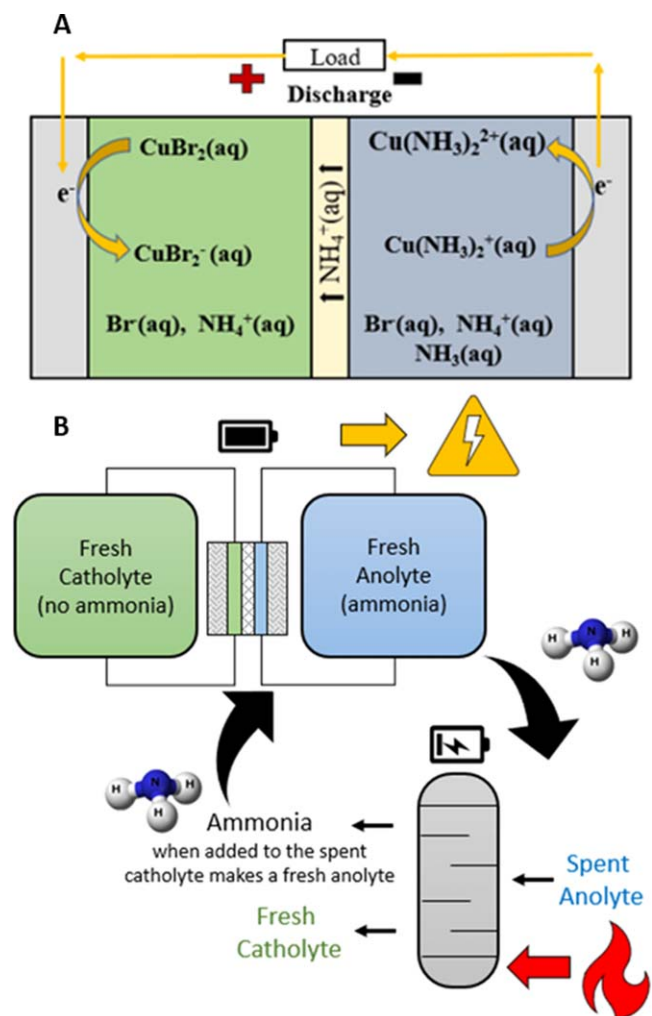 A
Load
Discharge
CuBr₂(aq)
Cu(NH₃)₂²⁺(aq)
e⁻
e⁻
NH₄⁺(aq)
CuBr₂⁻(aq)
Cu(NH₃)₂⁺(aq)
Br⁻(aq), NH₄⁺(aq)
Br⁻(aq), NH₄⁺(aq)
NH₃(aq)
B
Fresh
Catholyte
(no ammonia)
Fresh
Anolyte
(ammonia)
N
H
H
H
N
H
H
H
Ammonia
when added to the spent
catholyte makes a fresh anolyte
Spent
Anolyte
Fresh
Catholyte